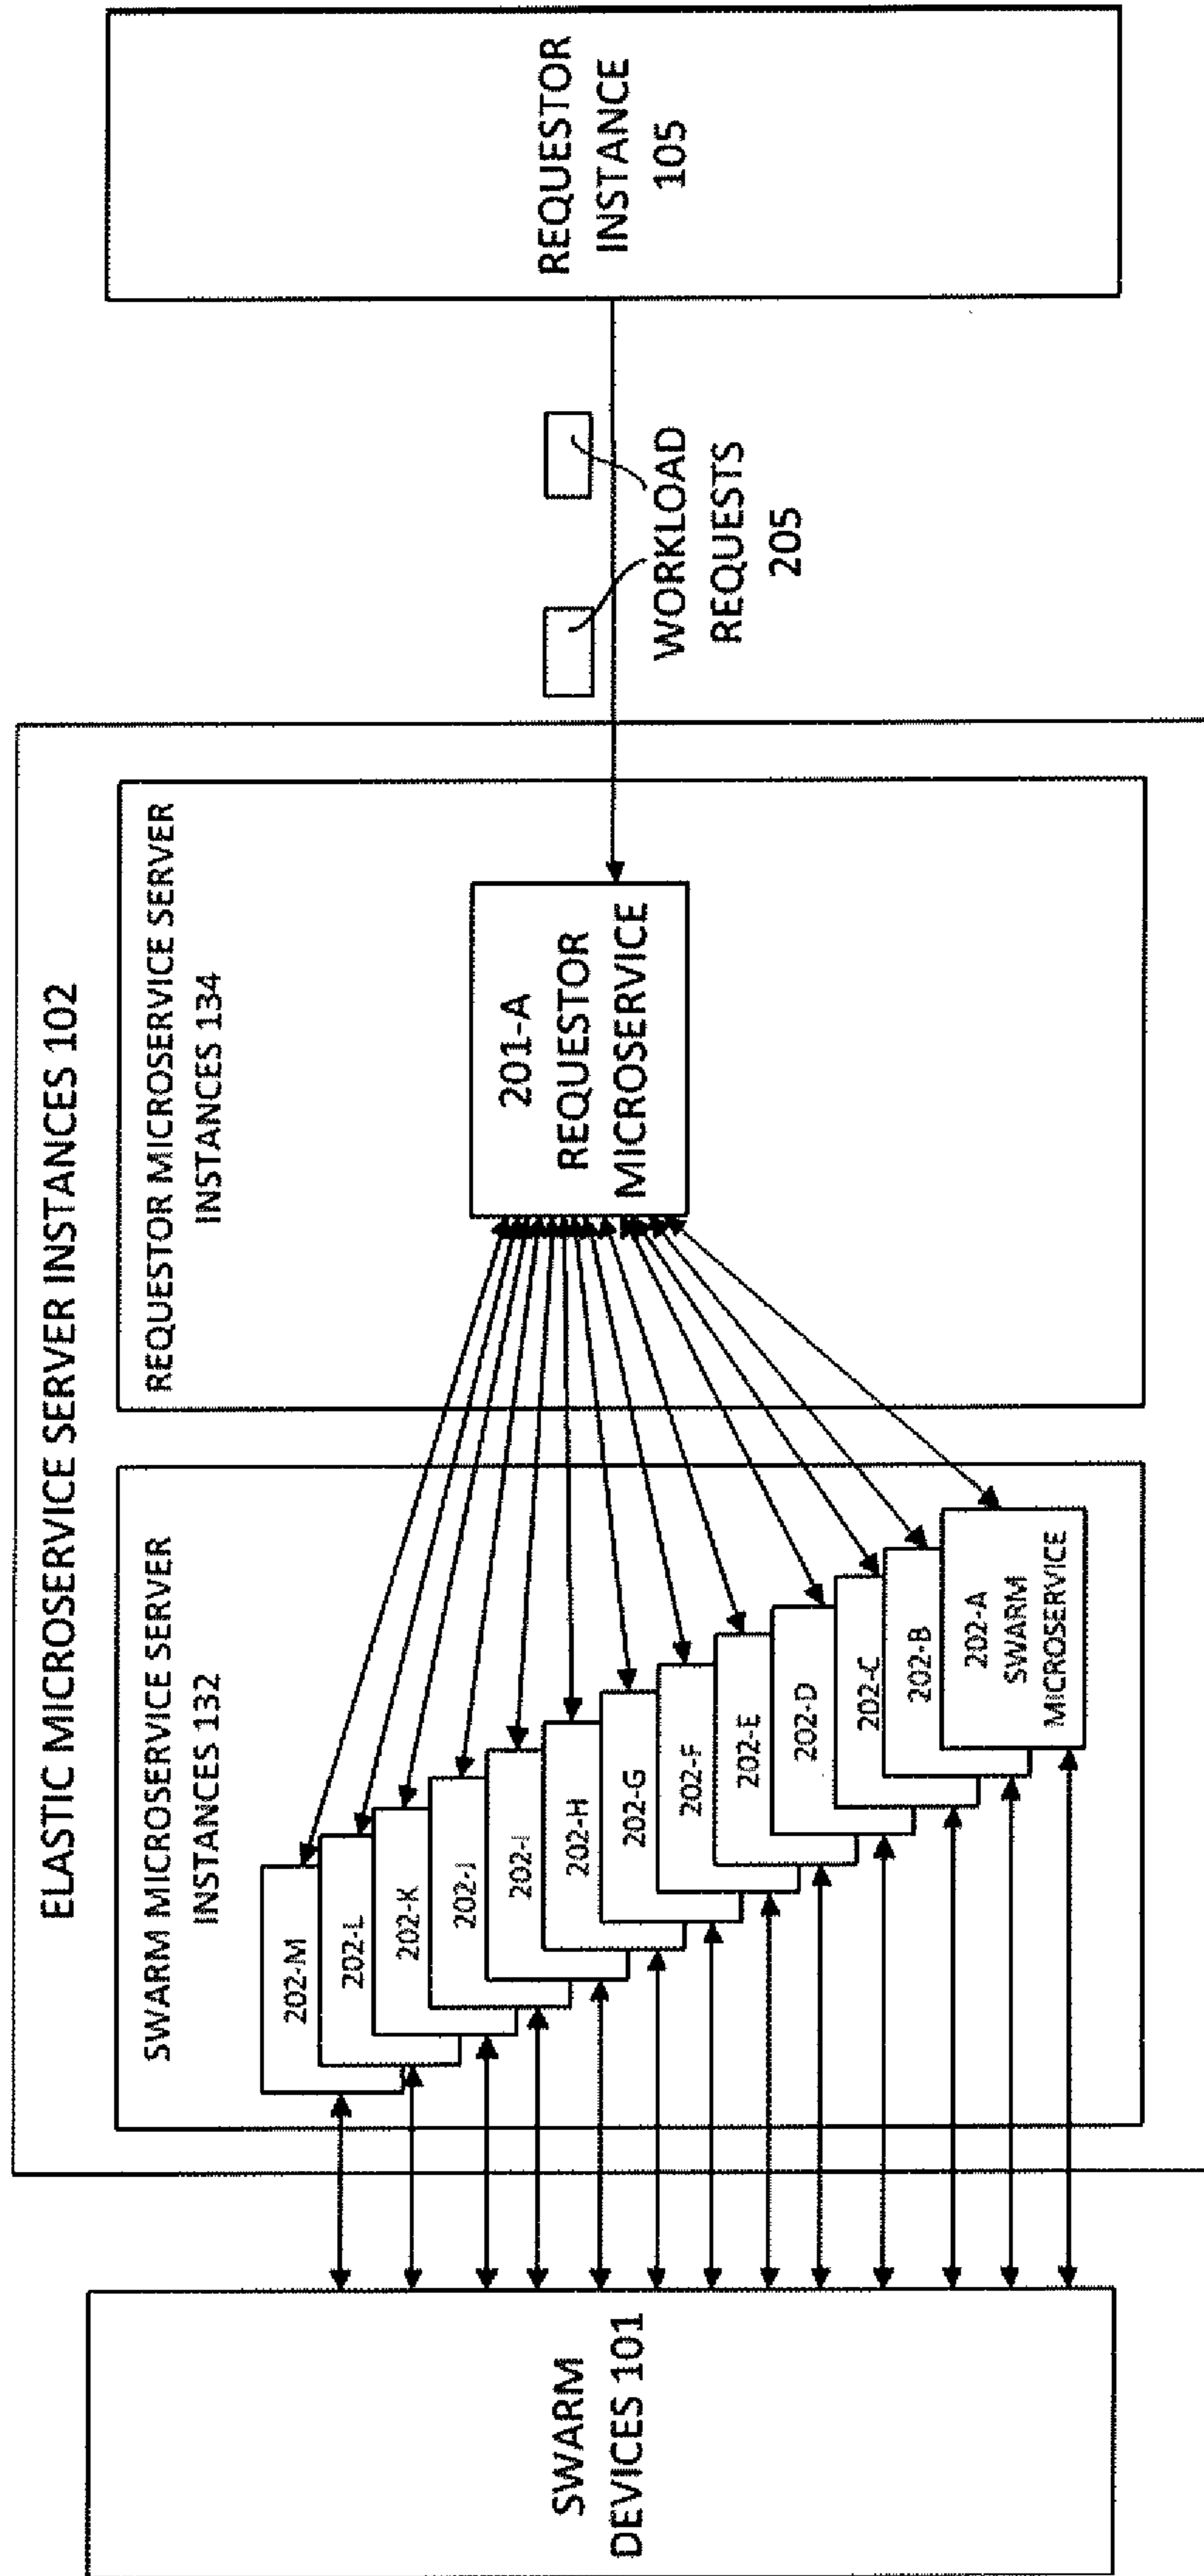 ELASTIC MICROSERVICE SERVER INSTANCES 102
SWARM
DEVICES 101
SWARM MICROSERVICE SERVER
INSTANCES 132
202-M
202-L
202-K
202-J
202-I
202-H
202-G
202-F
202-E
202-D
202-C
202-B
202-A
SWARM
MICROSERVICE
REQUESTOR MICROSERVICE SERVER
INSTANCES 134
201-A
REQUESTOR
MICROSERVICE
WORKLOAD
REQUESTS
205
REQUESTOR
INSTANCE
105